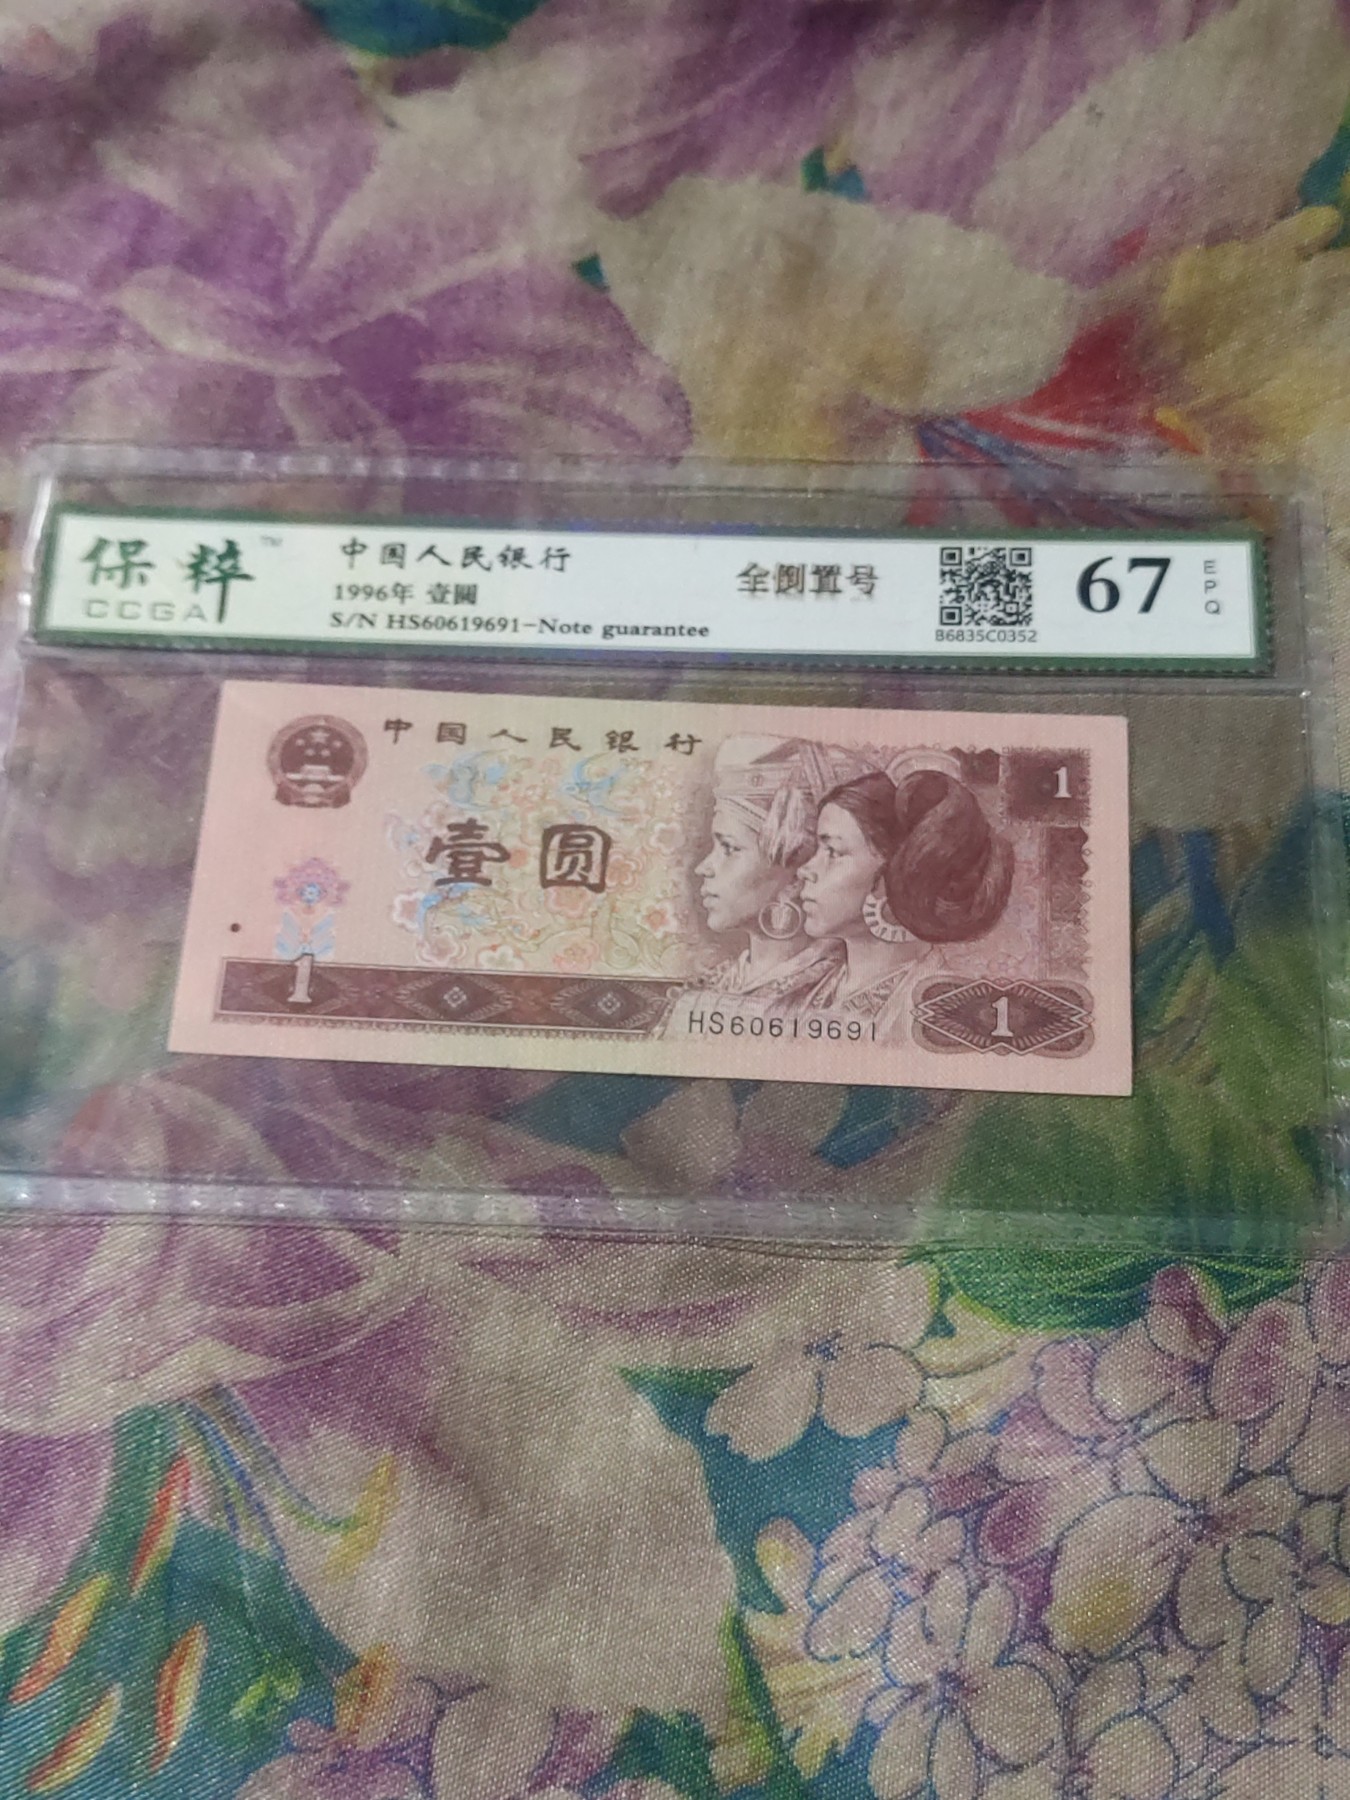 保粹™
CCGA
中国人民银行
1996年 壹圆
S/N HS60619691-Note guarantee
全倒置号
B6835C0352
67
EPQ
中国人民银行
壹圆
1
1
HS60619691
1